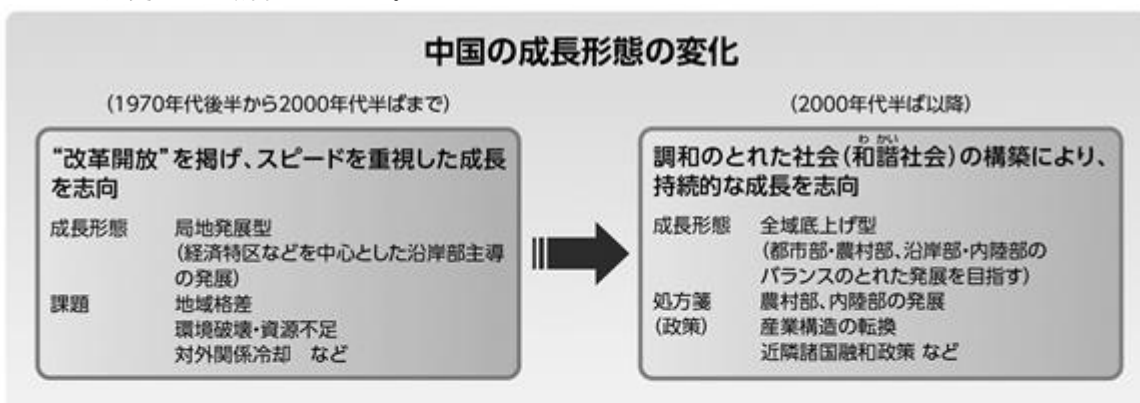 中国の成長形態の変化
(1970年代後半から2000年代半ばまで)
“改革開放”を掲げ、スピードを重視した成長
を志向
成長形態 局地発展型
(経済特区などを中心とした沿岸部主導
の発展)
課題 地域格差
環境破壊・資源不足
対外関係冷却 など
(2000年代半ば以降)
わ かい
調和のとれた社会(和諧社会)の構築により、
持続的な成長を志向
成長形態 全域底上げ型
(都市部・農村部、沿岸部・内陸部の
バランスのとれた発展を目指す)
処方箋 農村部、内陸部の発展
(政策) 産業構造の転換
近隣諸国融和政策 など